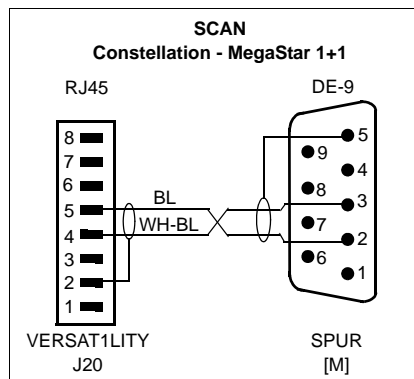 SCAN
Constellation - MegaStar 1+1
RJ45 DE-9
8
7
6
5
4
3
2
1
BL
WH-BL
5
9
4
8
3
7
2
6
1
VERSAT1LITY SPUR
J20 [M]